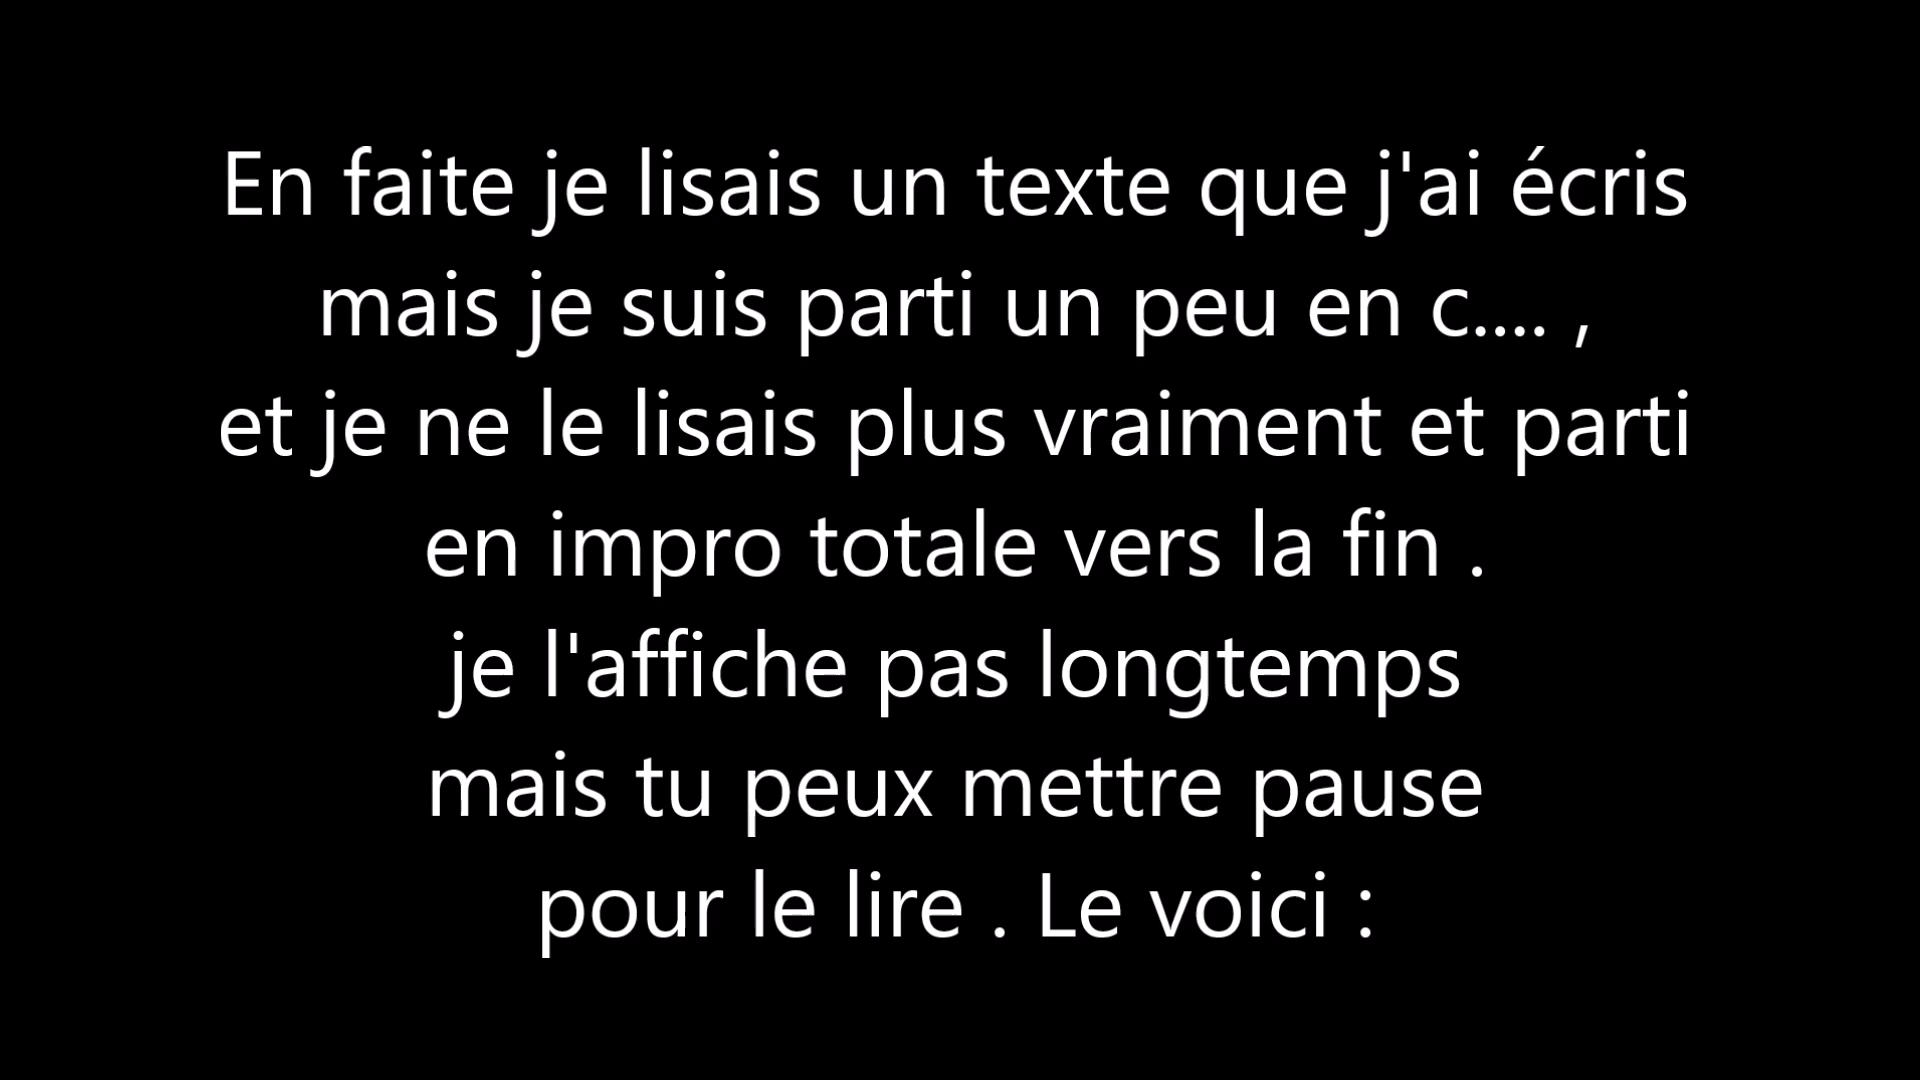 En faite je lisais un texte que j'ai écris
mais je suis parti un peu en c.... ,
et je ne le lisais plus vraiment et parti
en impro totale vers la fin .
je l'affiche pas longtemps
mais tu peux mettre pause
pour le lire . Le voici :